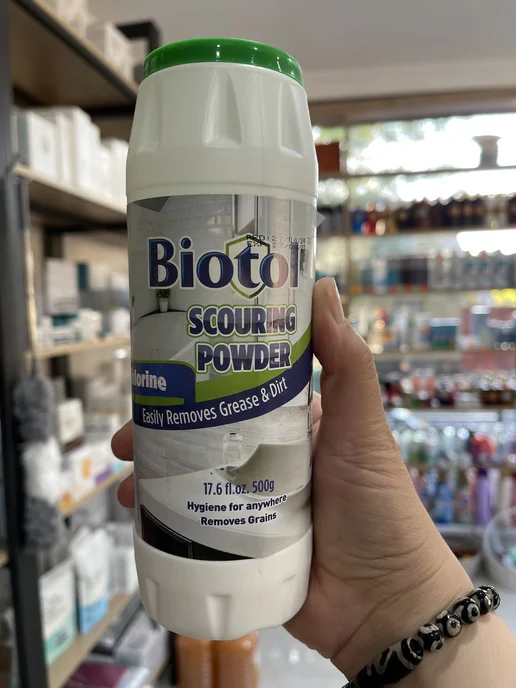 Biotol
SCOURING
POWDER
Easily Removes Grease & Dirt
17.6 fl.oz. 500g
Hygiene for anywhere
Removes Grains